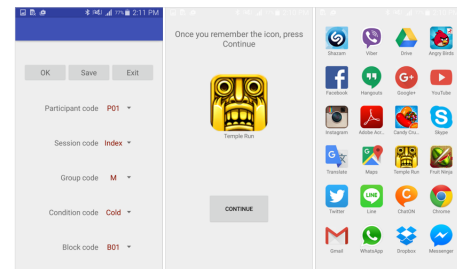 77% 2:11 PM
OK Save Exit
Participant code P01
Session code Index
Group code M
Condition code Cold
Block code B01
Once you remember the icon, press
Continue
Temple Run
CONTINUE
Shazam Viber Drive Angry Birds
Facebook Hangouts Google+ YouTube
Instagram Adobe Acr... Candy Cru... Skype
Translate Maps Temple Run Fruit Ninja
Twitter LINE Line ChatON Chrome
Gmail WhatsApp Dropbox Messenger